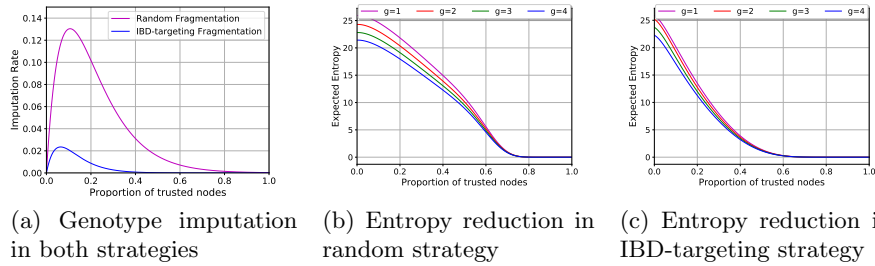 Random Fragmentation
IBD-targeting Fragmentation
Imputation Rate
0.14
0.12
0.10
0.08
0.06
0.04
0.02
0.00
0.0 0.2 0.4 0.6 0.8 1.0
Proportion of trusted nodes
(a) Genotype imputation
in both strategies
g=1 g=2 g=3 g=4
Expected Entropy
25
20
15
10
5
0
0.0 0.2 0.4 0.6 0.8 1.0
Proportion of trusted nodes
(b) Entropy reduction in
random strategy
g=1 g=2 g=3 g=4
Expected Entropy
25
20
15
10
5
0
0.0 0.2 0.4 0.6 0.8 1.0
Proportion of trusted nodes
(c) Entropy reduction i
IBD-targeting strategy